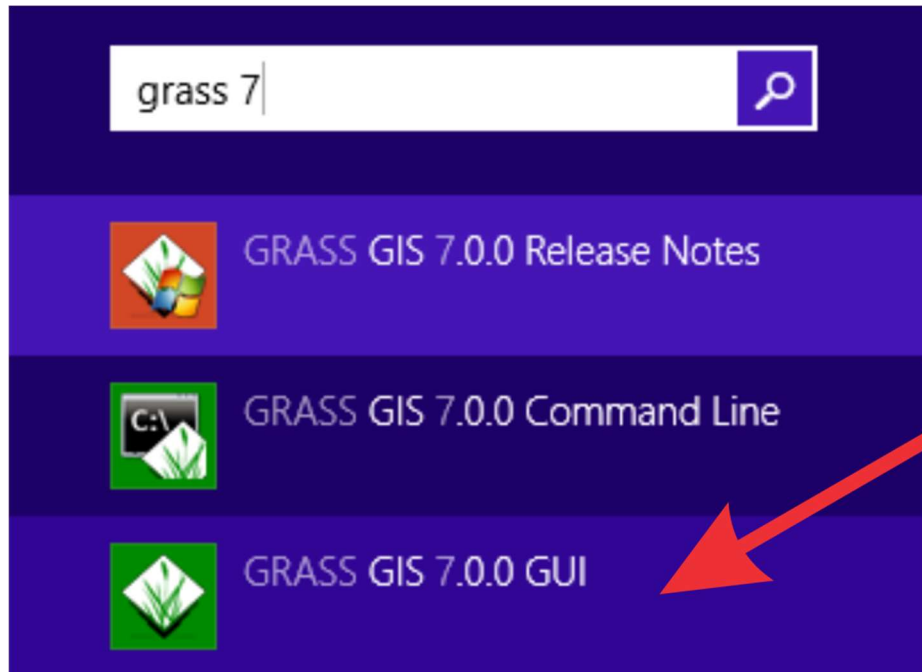 grass 7
GRASS GIS 7.0.0 Release Notes
C:\
GRASS GIS 7.0.0 Command Line
GRASS GIS 7.0.0 GUI